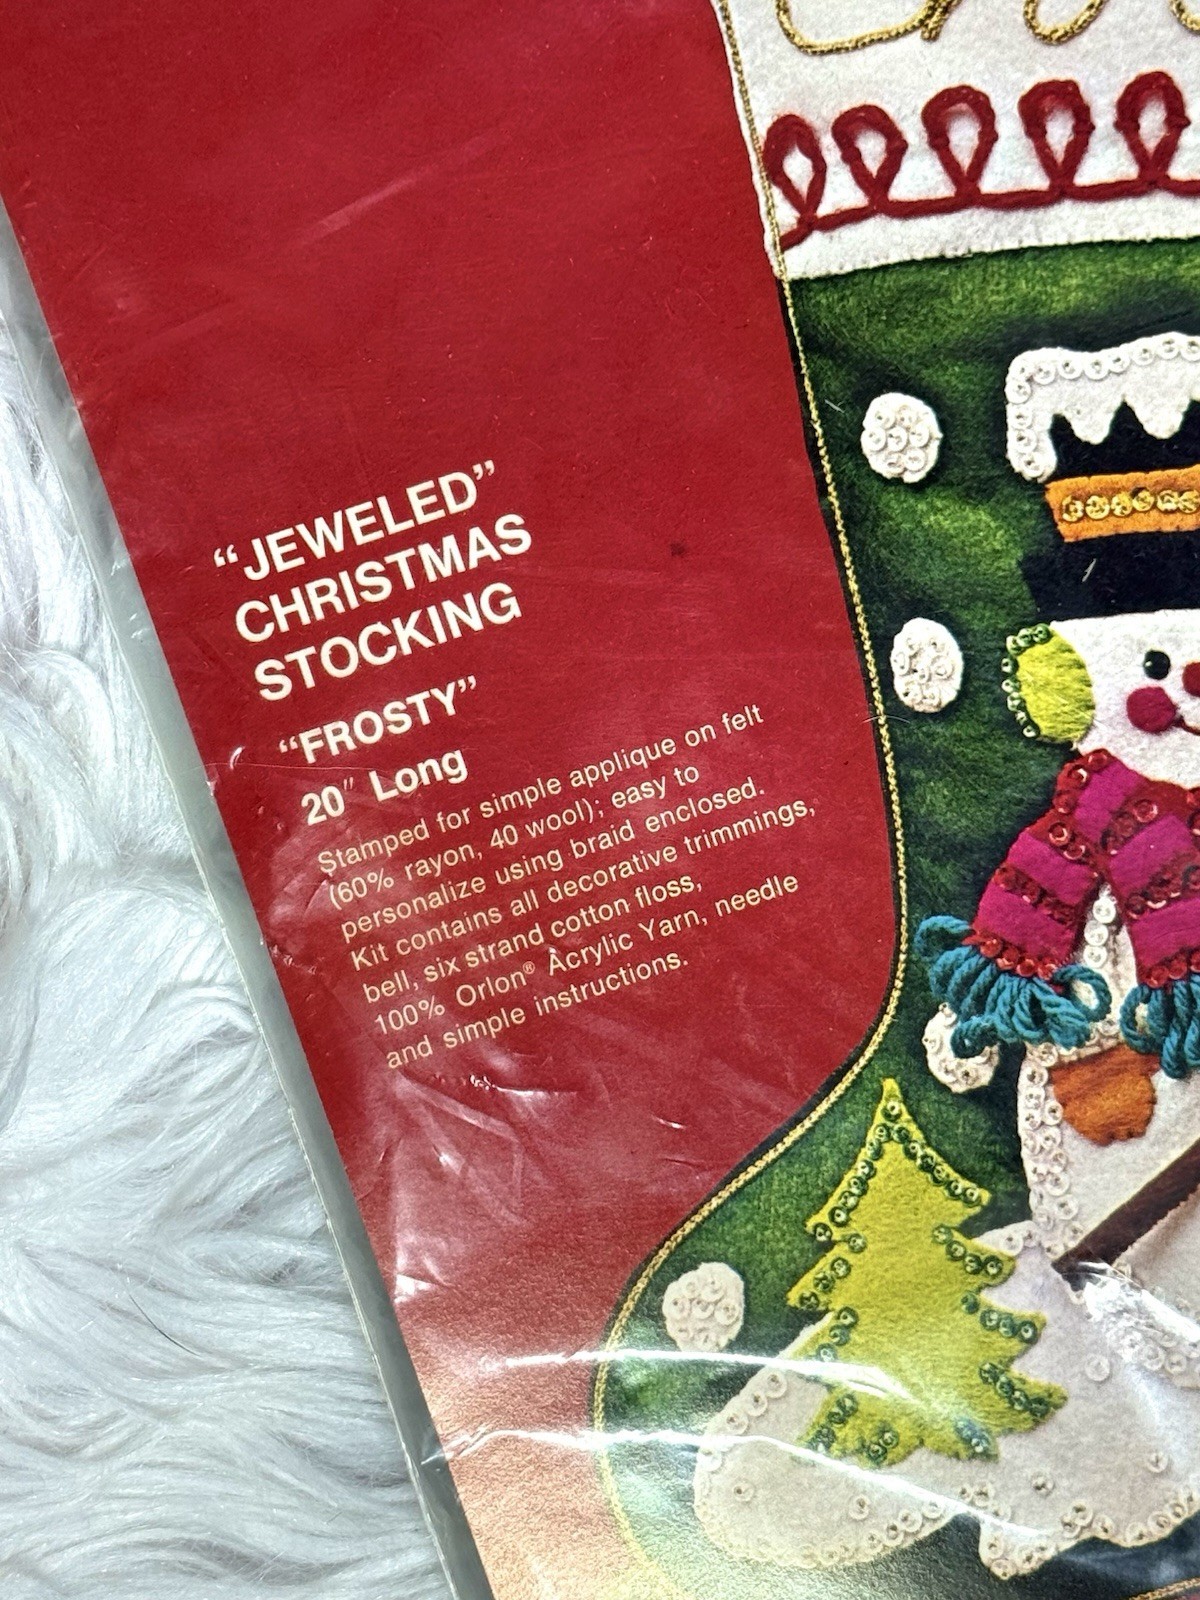 “JEWELED”
CHRISTMAS
STOCKING
“FROSTY”
20" Long
Stamped for simple applique on felt
(60% rayon, 40 wool); easy to
personalize using braid enclosed.
Kit contains all decorative trimmings,
bell, six strand cotton floss,
100% Orlon® Acrylic Yarn, needle
and simple instructions.